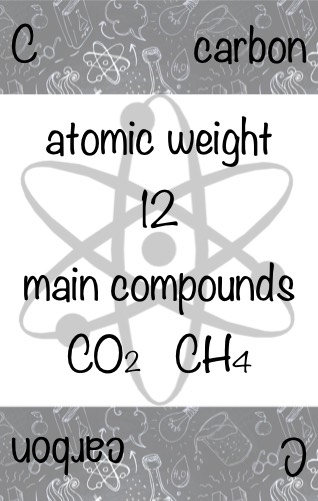 C carbon
atomic weight
12
main compounds
CO₂ CH₄
carbon C